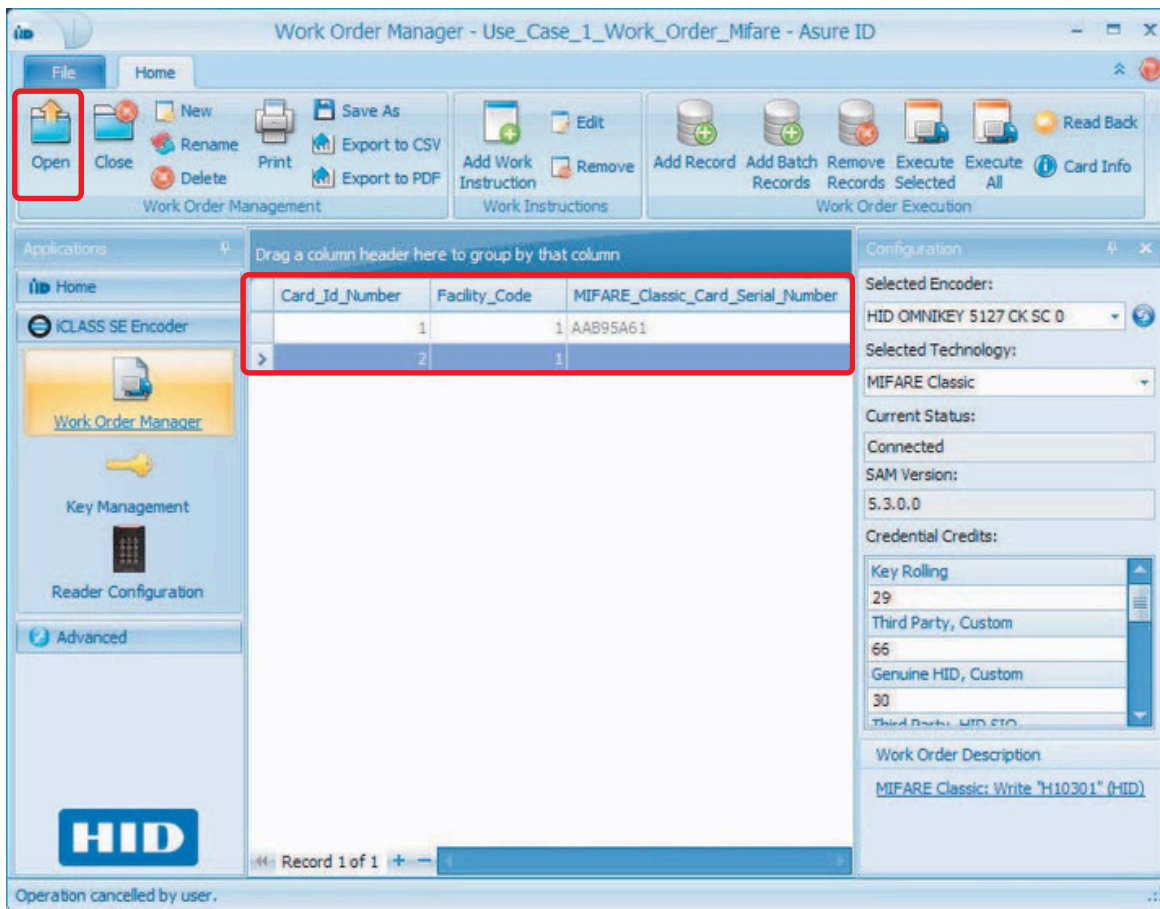 Work Order Manager - Use_Case_1_Work_Order_Mifare - Asure ID
File Home
Open
Close
New
Rename
Delete
Print
Save As
Export to CSV
Export to PDF
Work Order Management
Add Work
Instruction
Edit
Remove
Work Instructions
Add Record
Add Batch
Records
Remove
Records
Execute
Selected
Execute
All
Read Back
Card Info
Work Order Execution
Applications
Home
iCLASS SE Encoder
Work Order Manager
Key Management
Reader Configuration
Advanced
HID
Drag a column header here to group by that column
Card_Id_Number Facility_Code MIFARE_Classic_Card_Serial_Number
1 1 AAB95A61
2 1
Record 1 of 1
Configuration
Selected Encoder:
HID OMNIKEY 5127 CK SC 0
Selected Technology:
MIFARE Classic
Current Status:
Connected
SAM Version:
5.3.0.0
Credential Credits:
Key Rolling
29
Third Party, Custom
66
Genuine HID, Custom
30
Third Party, HID SIO
Work Order Description
MIFARE Classic: Write "H10301" (HID)
Operation cancelled by user.